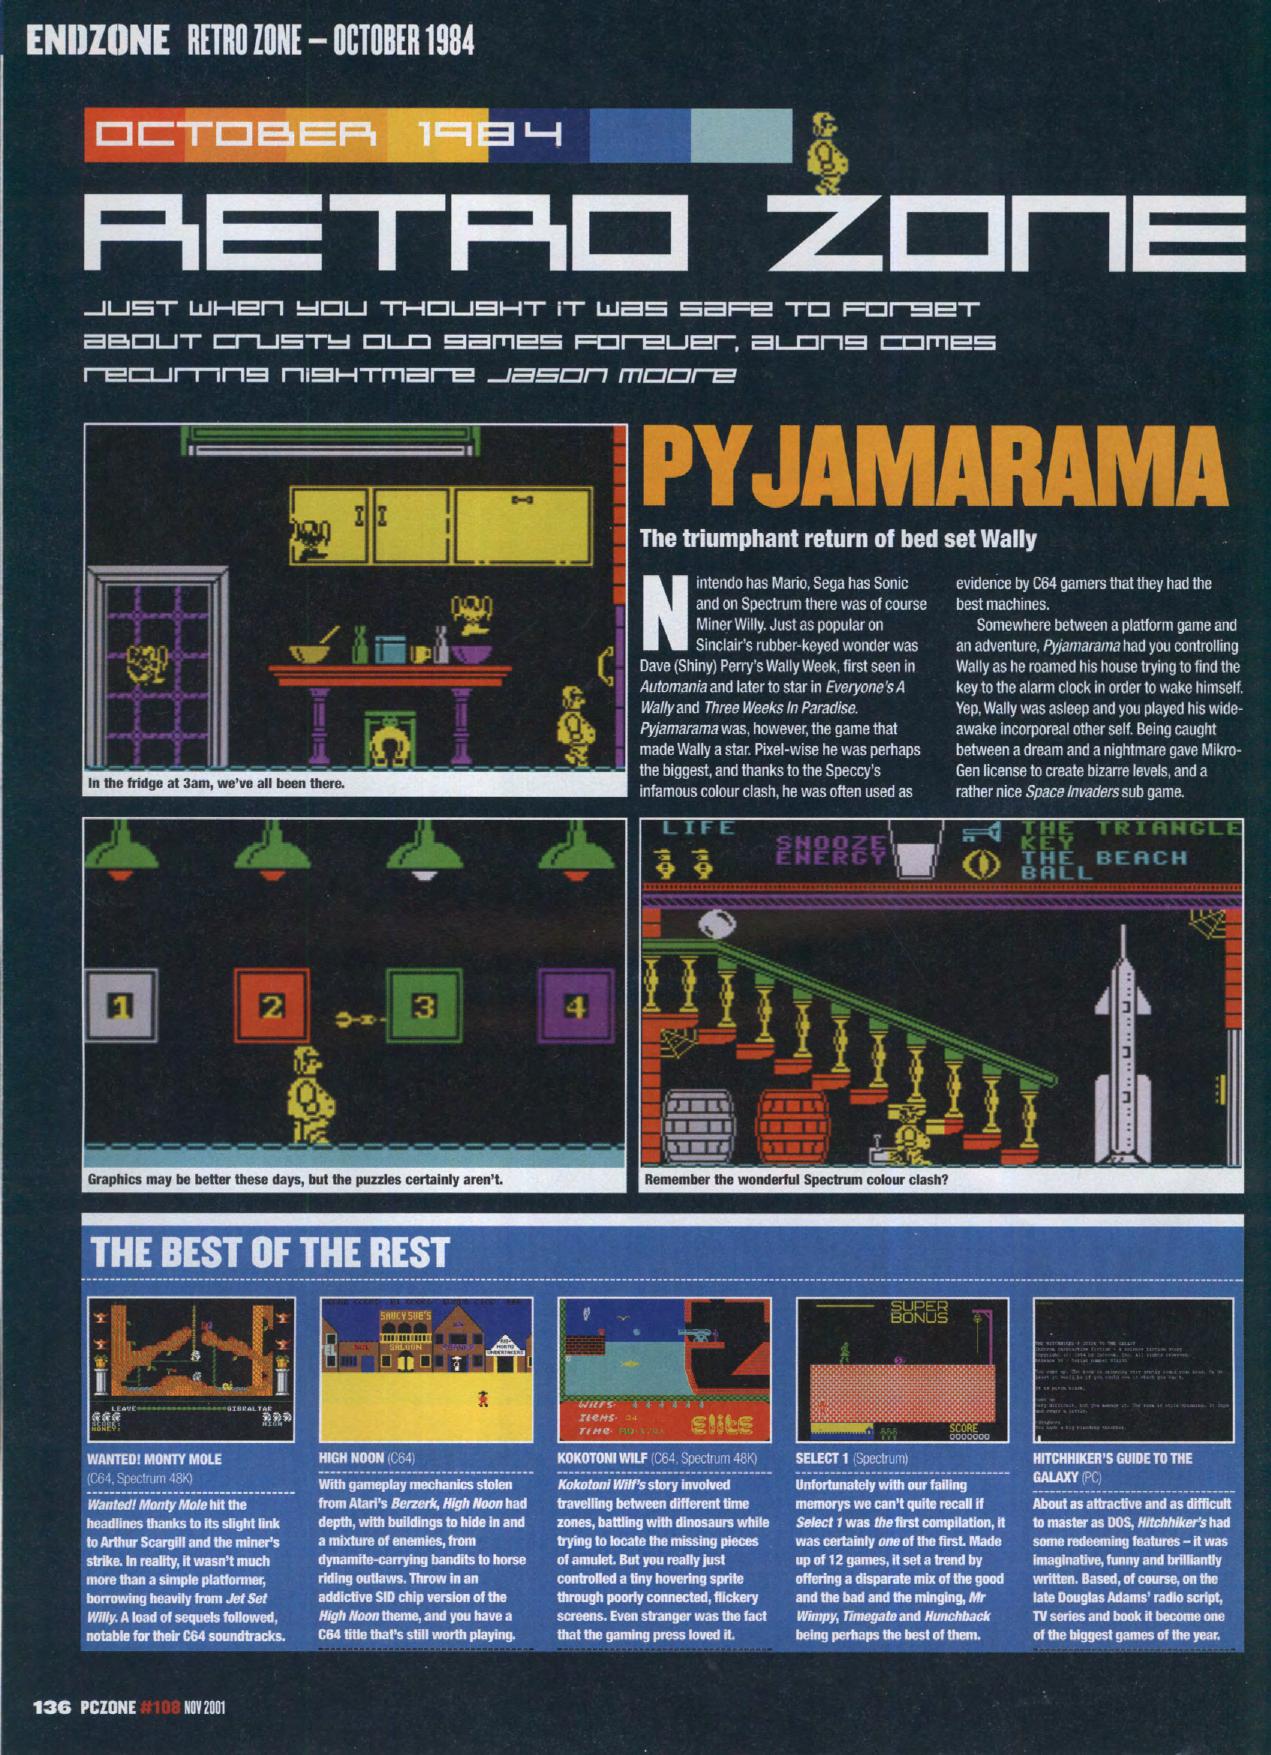 ENDZONE RETRO ZONE – OCTOBER 1984
OCTOBER 1984
RETRO ZONE
JUST WHEN YOU THOUGHT IT WAS SAFE TO FORGET
ABOUT CRUSTY OLD GAMES FOREVER, ALONG COMES
RECURRING NIGHTMARE JASON MOORE
In the fridge at 3am, we've all been there.
PYJAMARAMA
The triumphant return of bed set Wally
Nintendo has Mario, Sega has Sonic
and on Spectrum there was of course
Miner Willy. Just as popular on
Sinclair's rubber-keyed wonder was
Dave (Shiny) Perry's Wally Week, first seen in
Automania and later to star in Everyone's A
Wally and Three Weeks In Paradise.
Pyjamarama was, however, the game that
made Wally a star. Pixel-wise he was perhaps
the biggest, and thanks to the Speccy's
infamous colour clash, he was often used as
evidence by C64 gamers that they had the
best machines.
Somewhere between a platform game and
an adventure, Pyjamarama had you controlling
Wally as he roamed his house trying to find the
key to the alarm clock in order to wake himself.
Yep, Wally was asleep and you played his wide-
awake incorporeal other self. Being caught
between a dream and a nightmare gave Mikro-
Gen license to create bizarre levels, and a
rather nice Space Invaders sub game.
1 2 3 4
Graphics may be better these days, but the puzzles certainly aren't.
LIFE
SNOOZE
ENERGY
THE TRIANGLE
KEY
THE BEACH
BALL
Remember the wonderful Spectrum colour clash?
THE BEST OF THE REST
LEAVE GIBRALTAR
SCORE:
MONEY:
HIGH
WANTED! MONTY MOLE
(C64, Spectrum 48K)
Wanted! Monty Mole hit the
headlines thanks to its slight link
to Arthur Scargill and the miner's
strike. In reality, it wasn't much
more than a simple platformer,
borrowing heavily from Jet Set
Willy. A load of sequels followed,
notable for their C64 soundtracks.
SAUCY SUE'S
SALOON
UNDERTAKERS
HIGH NOON (C64)
With gameplay mechanics stolen
from Atari's Berzerk, High Noon had
depth, with buildings to hide in and
a mixture of enemies, from
dynamite-carrying bandits to horse
riding outlaws. Throw in an
addictive SID chip version of the
High Noon theme, and you have a
C64 title that's still worth playing.
WILFS:
ITEMS:
TIME:
elite
KOKOTONI WILF (C64, Spectrum 48K)
Kokotoni Wilf's story involved
travelling between different time
zones, battling with dinosaurs while
trying to locate the missing pieces
of amulet. But you really just
controlled a tiny hovering sprite
through poorly connected, flickery
screens. Even stranger was the fact
that the gaming press loved it.
SUPER
BONUS
SCORE
0000000
SELECT 1 (Spectrum)
Unfortunately with our failing
memorys we can't quite recall if
Select 1 was the first compilation, it
was certainly one of the first. Made
up of 12 games, it set a trend by
offering a disparate mix of the good
and the bad and the minging, Mr
Wimpy, Timegate and Hunchback
being perhaps the best of them.
HITCHHIKER'S GUIDE TO THE
GALAXY (PC)
About as attractive and as difficult
to master as DOS, Hitchhiker's had
some redeeming features – it was
imaginative, funny and brilliantly
written. Based, of course, on the
late Douglas Adams' radio script,
TV series and book it become one
of the biggest games of the year.
136 PCZONE #108 NOV 2001